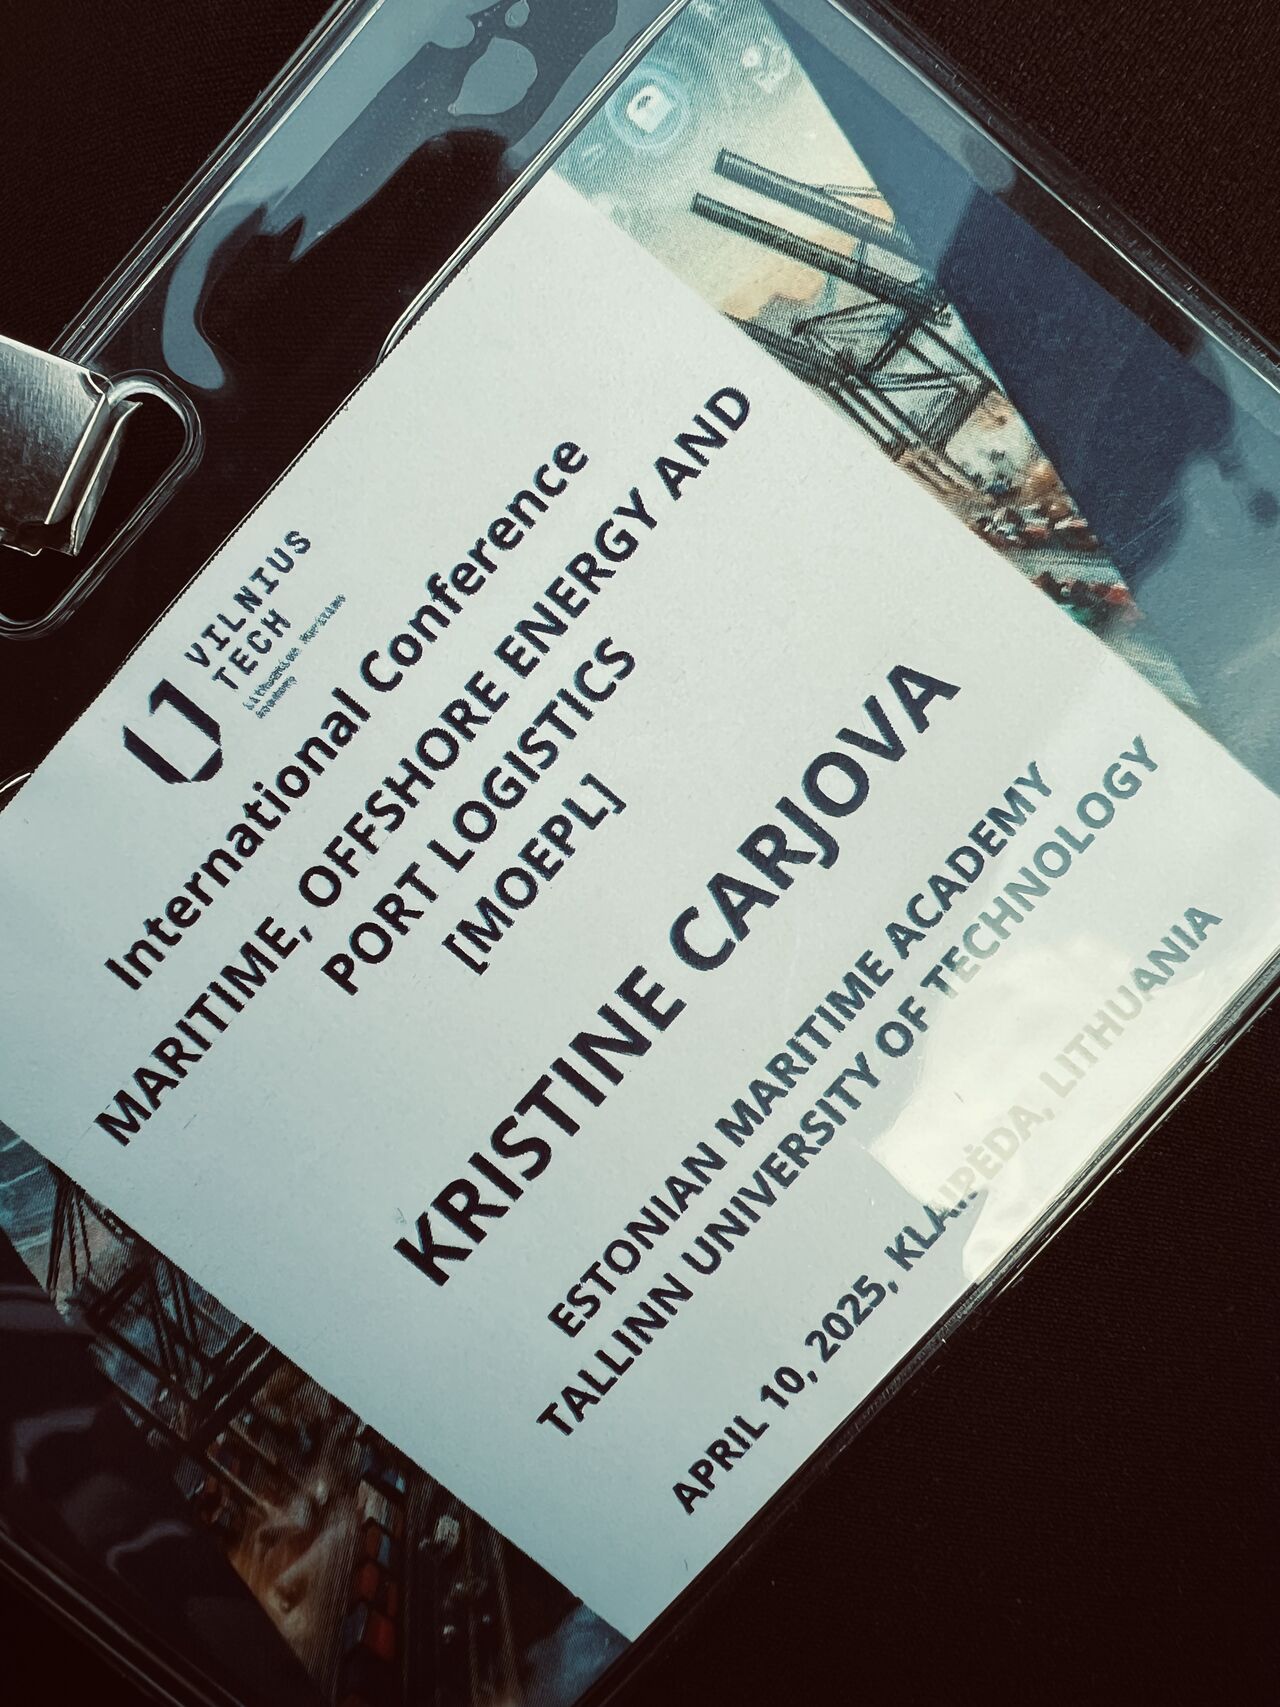 VILNIUS
TECH
International Conference
MARITIME, OFFSHORE ENERGY AND
PORT LOGISTICS
[MOEPL]
KRISTINE CARJOVA
ESTONIAN MARITIME ACADEMY
TALLINN UNIVERSITY OF TECHNOLOGY
APRIL 10, 2025, KLAIPĖDA, LITHUANIA